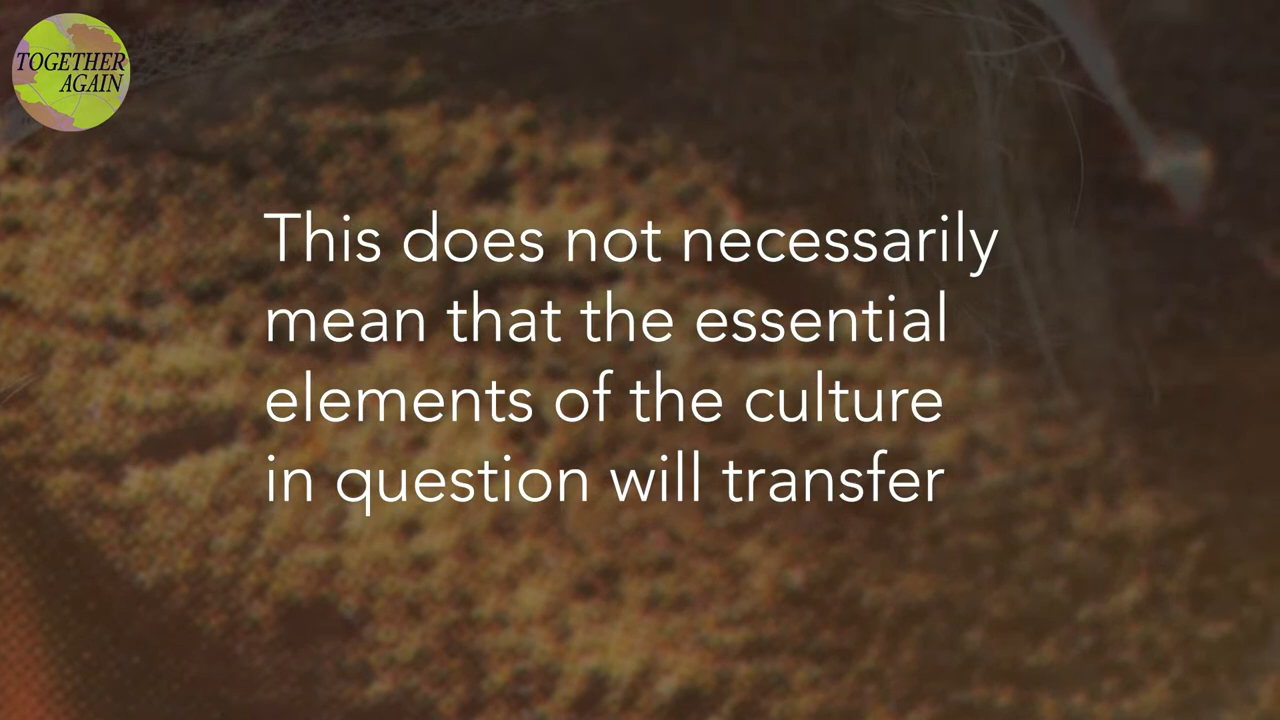 TOGETHER
AGAIN
This does not necessarily
mean that the essential
elements of the culture
in question will transfer